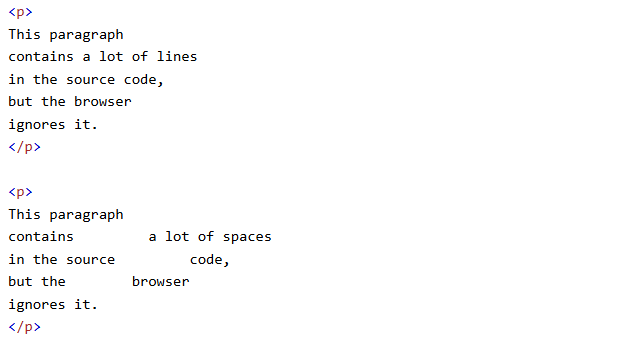 <p>
This paragraph
contains a lot of lines
in the source code,
but the browser
ignores it.
</p>

<p>
This paragraph
contains         a lot of spaces
in the source         code,
but the        browser
ignores it.
</p>